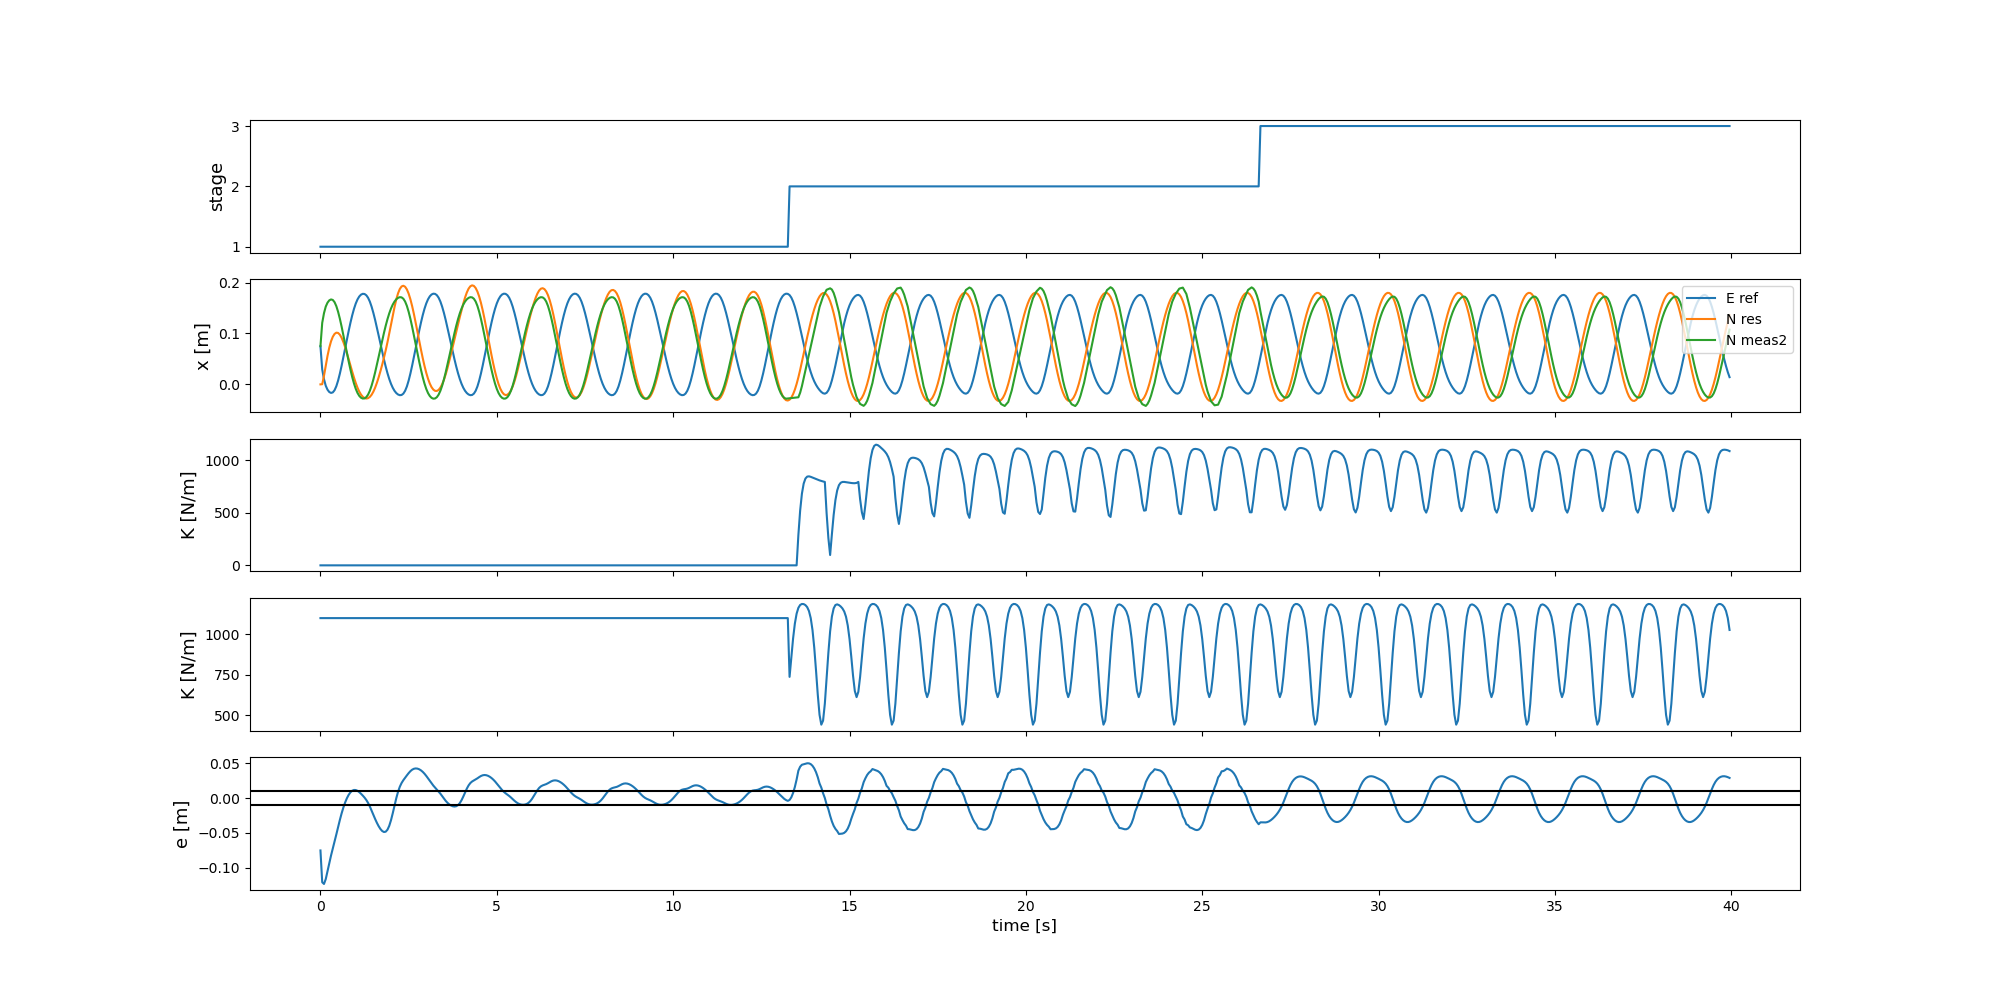 stage
3
2
1
x [m]
0.2
0.1
0.0
E ref
N res
N meas2
K [N/m]
1000
500
0
K [N/m]
1000
750
500
e [m]
0.05
0.00
−0.05
−0.10
0 5 10 15 20 25 30 35 40
time [s]